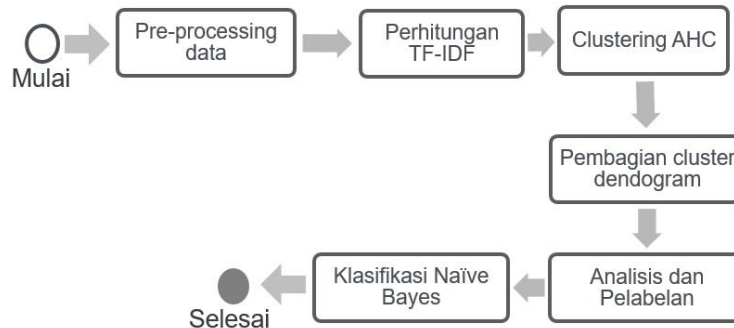 Mulai
Pre-processing
data
Perhitungan
TF-IDF
Clustering AHC
Pembagian cluster
dendogram
Analisis dan
Pelabelan
Klasifikasi Naïve
Bayes
Selesai